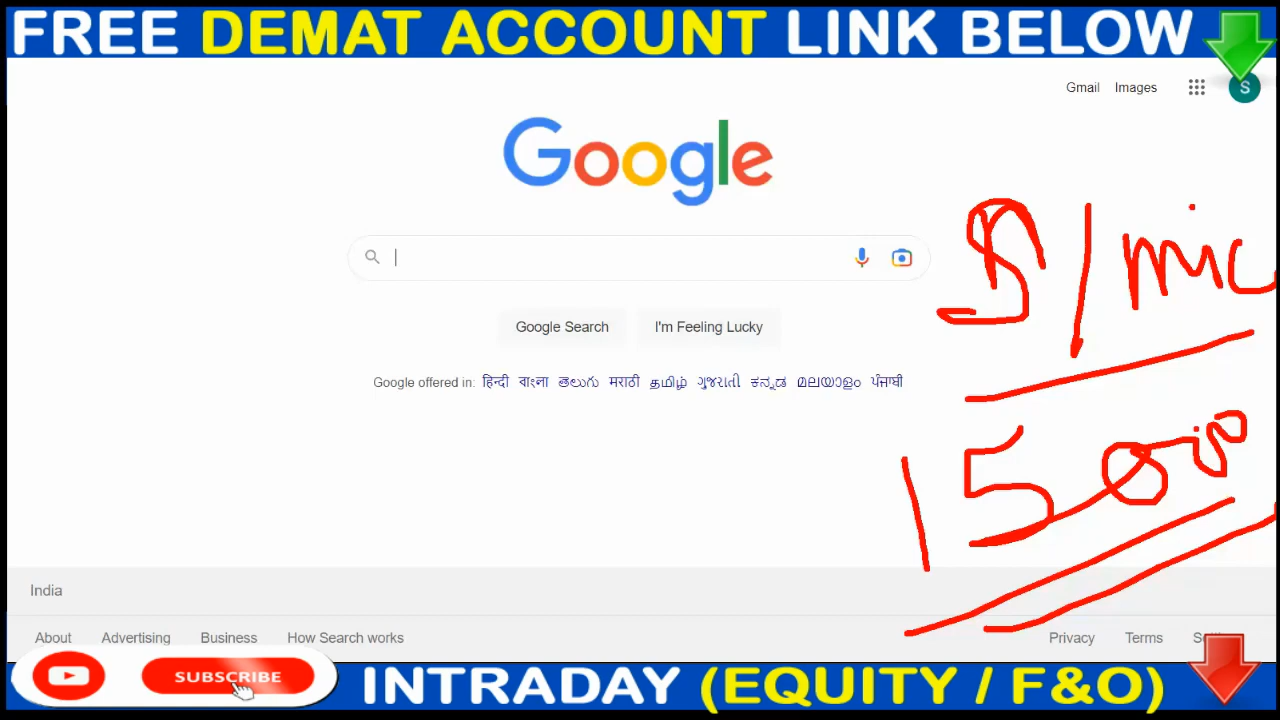 FREE DEMAT ACCOUNT LINK BELOW
Gmail Images S
Google
Google Search I'm Feeling Lucky
Google offered in: हिन्दी বাংলা తెలుగు मराठी தமிழ் ગુજરાતી ಕನ್ನಡ മലയാളം ਪੰਜਾਬੀ
15000
India
About Advertising Business How Search works Privacy Terms
SUBSCRIBE INTRADAY (EQUITY / F&O)